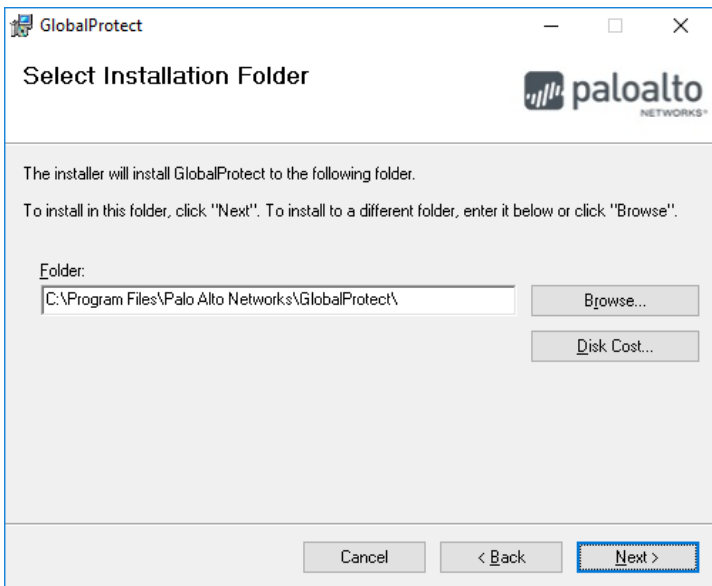 GlobalProtect
Select Installation Folder
paloalto
NETWORKS®
The installer will install GlobalProtect to the following folder.
To install in this folder, click "Next". To install to a different folder, enter it below or click "Browse".
Folder:
C:\Program Files\Palo Alto Networks\GlobalProtect\
Browse...
Disk Cost...
Cancel
< Back
Next >